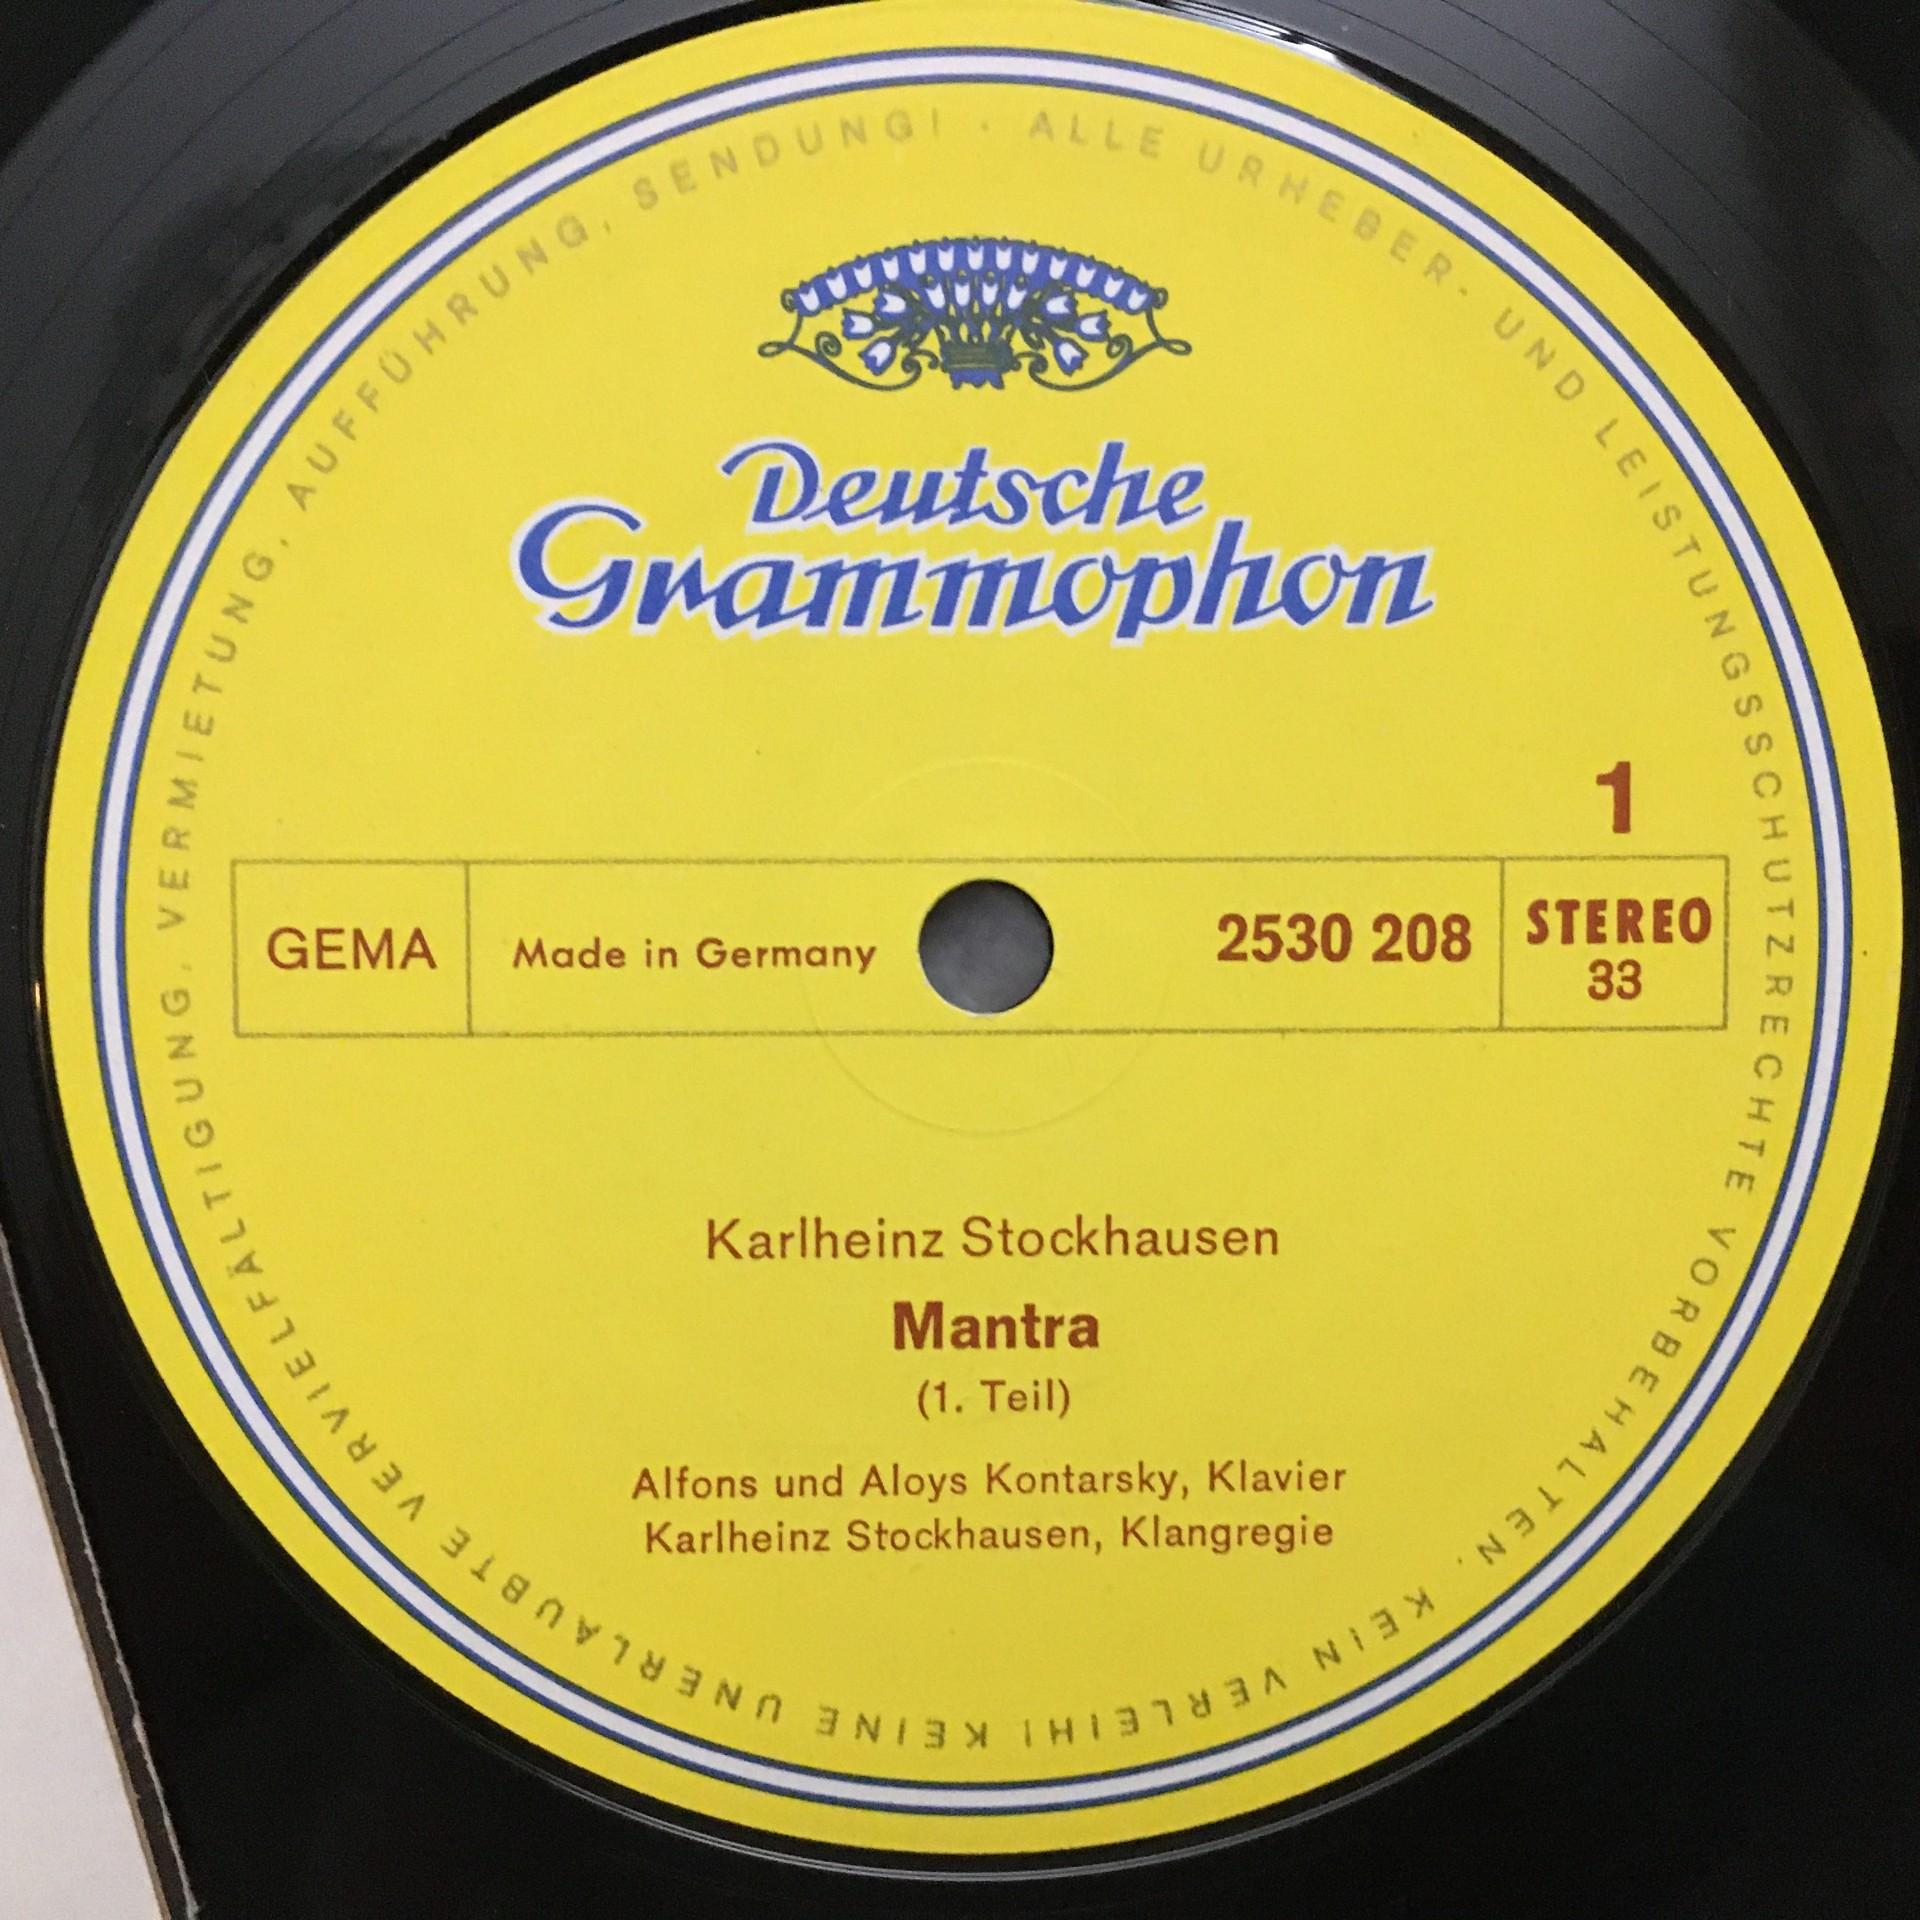 Deutsche
Grammophon
1
GEMA
Made in Germany
2530 208
STEREO
33
Karlheinz Stockhausen
Mantra
(1. Teil)
Alfons und Aloys Kontarsky, Klavier
Karlheinz Stockhausen, Klangregie
ALLE URHEBER- UND LEISTUNGSSCHUTZRECHTE VORBEHALTEN. KEIN VERLEIH! KEINE UNERLAUBTE VERVIELFÄLTIGUNG, VERMIETUNG, AUFFÜHRUNG, SENDUNG! ·